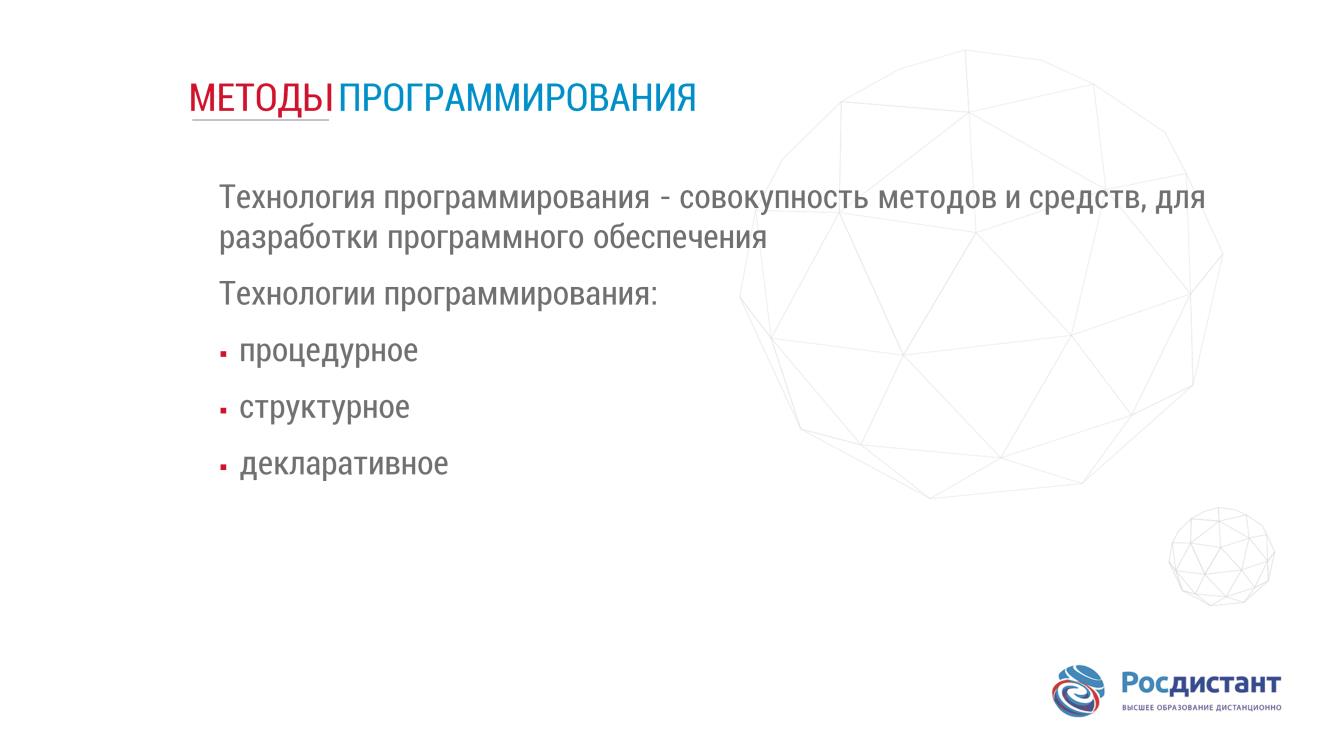 МЕТОДЫ ПРОГРАММИРОВАНИЯ
Технология программирования - совокупность методов и средств, для
разработки программного обеспечения
Технологии программирования:
▪ процедурное
▪ структурное
▪ декларативное
Росдистант
ВЫСШЕЕ ОБРАЗОВАНИЕ ДИСТАНЦИОННО